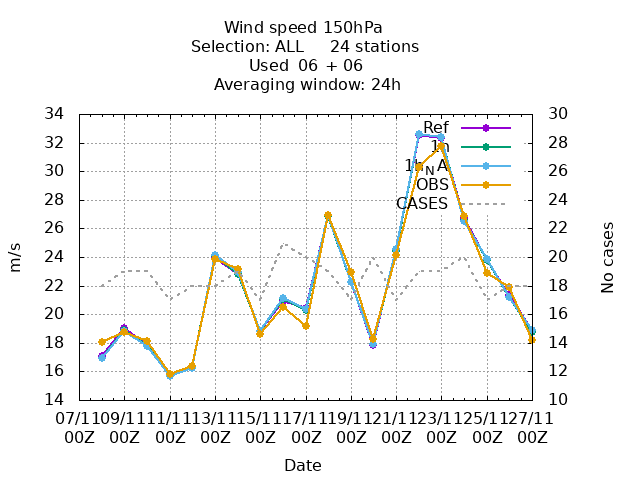 Wind speed 150hPa
Selection: ALL 24 stations
Used 06 + 06
Averaging window: 24h
34 30
32 28
30 26
28 24
26 22
24 20
22 18
20 16
18 14
16 12
14 10
Ref
1h
1h_NA
OBS
CASES
m/s
No cases
07/11 09/11 11/11 13/11 15/11 17/11 19/11 21/11 23/11 25/11 27/11
00Z 00Z 00Z 00Z 00Z 00Z 00Z 00Z 00Z 00Z 00Z
Date